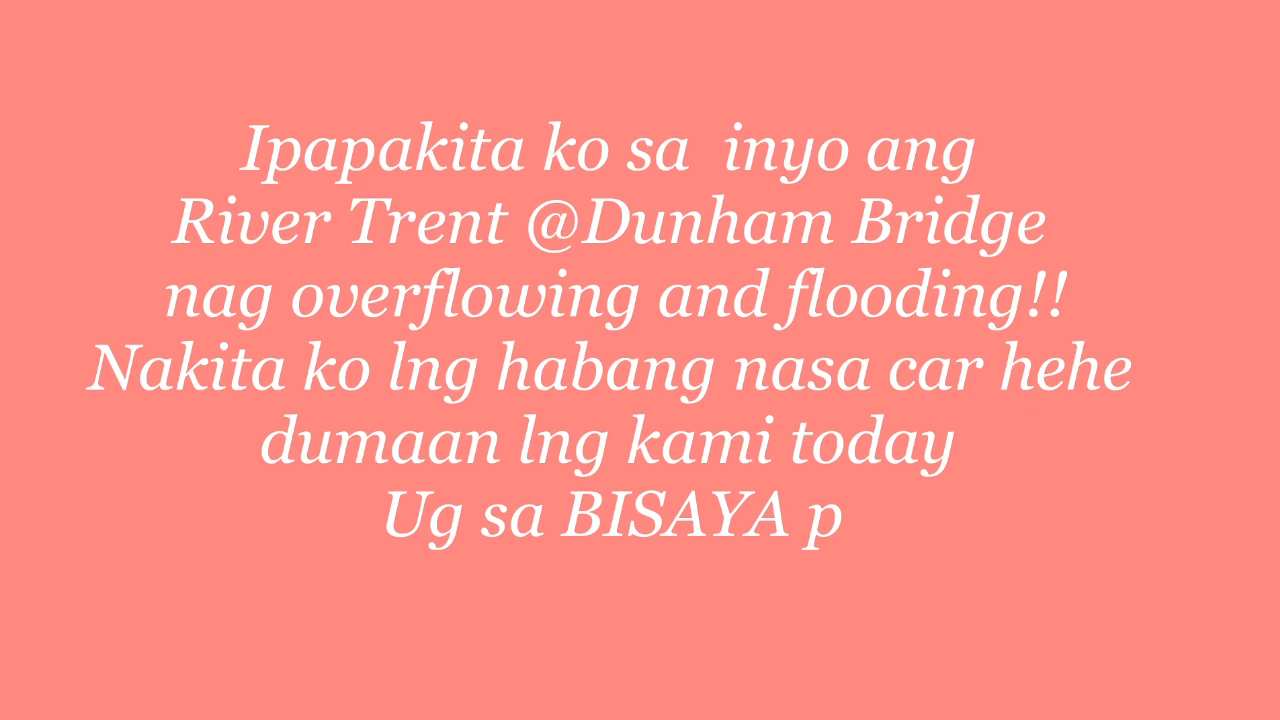 Ipapakita ko sa  inyo ang
River Trent @Dunham Bridge
nag overflowing and flooding!!
Nakita ko lng habang nasa car hehe
dumaan lng kami today
Ug sa BISAYA p